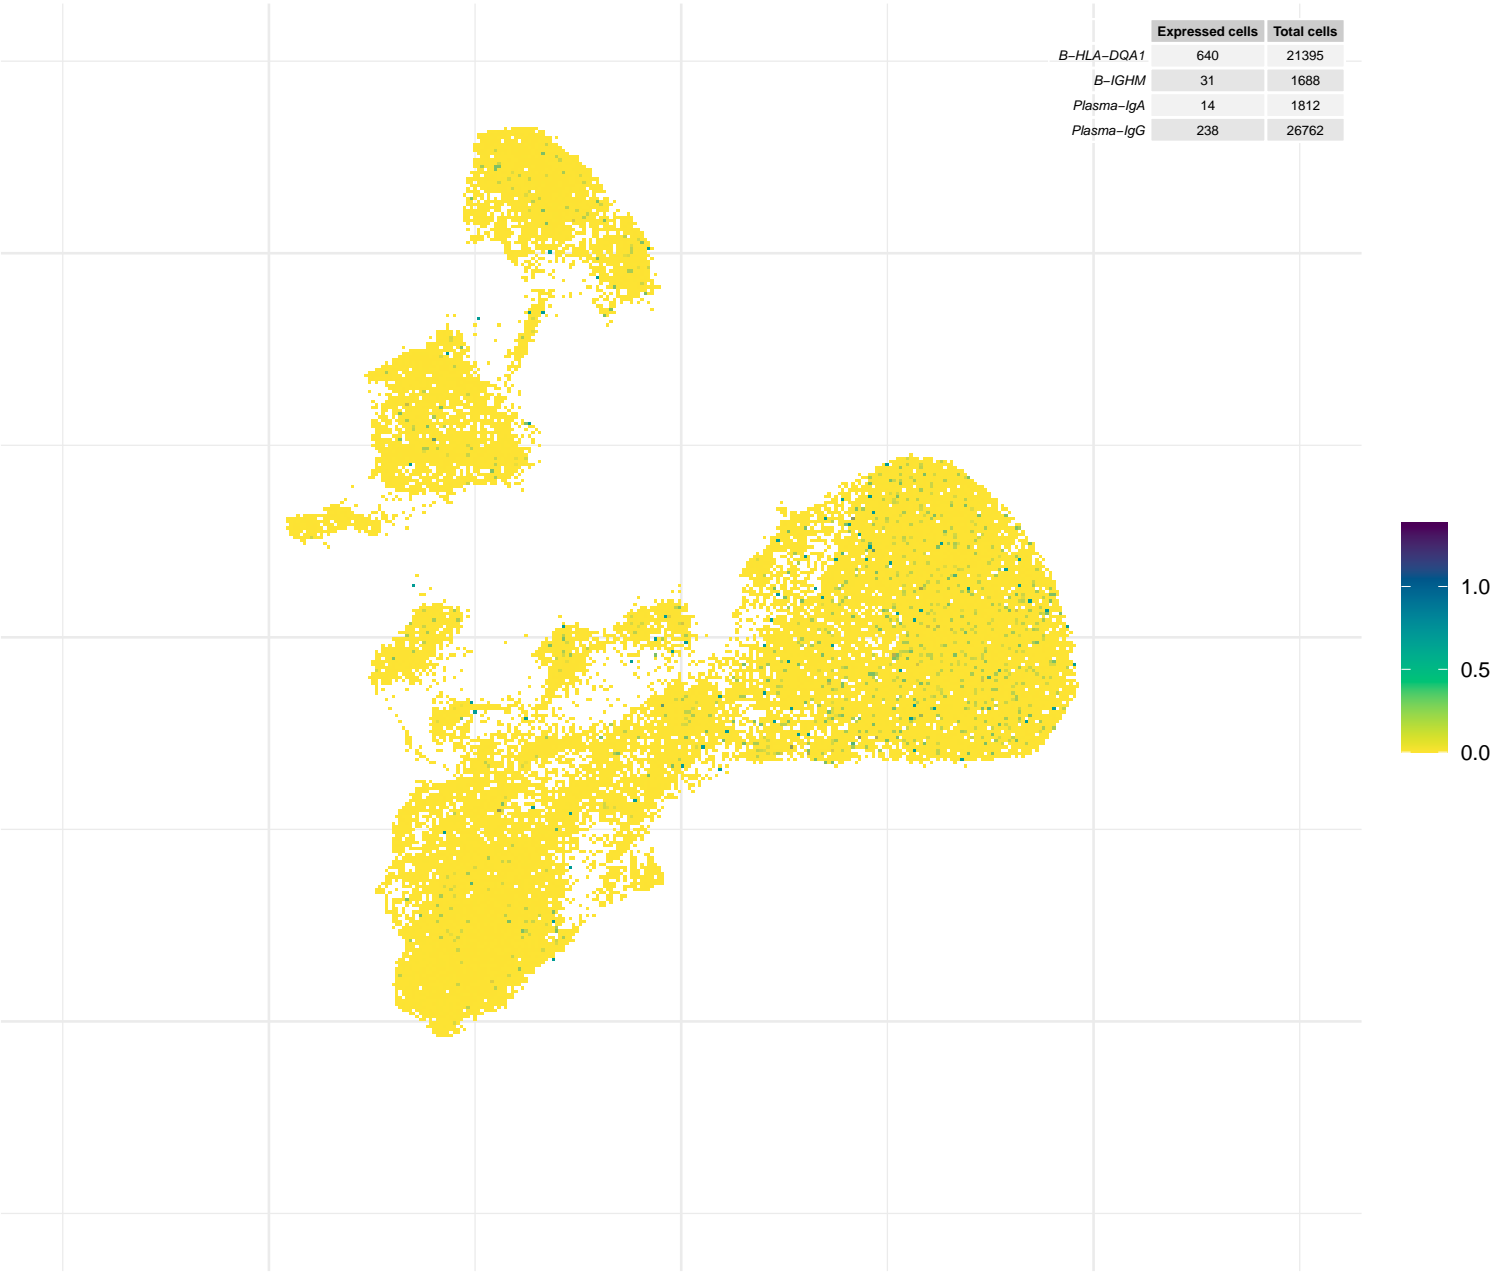 Expressed cells Total cells
B−HLA−DQA1 640 21395
B−IGHM 31 1688
Plasma−IgA 14 1812
Plasma−IgG 238 26762
1.0
0.5
0.0